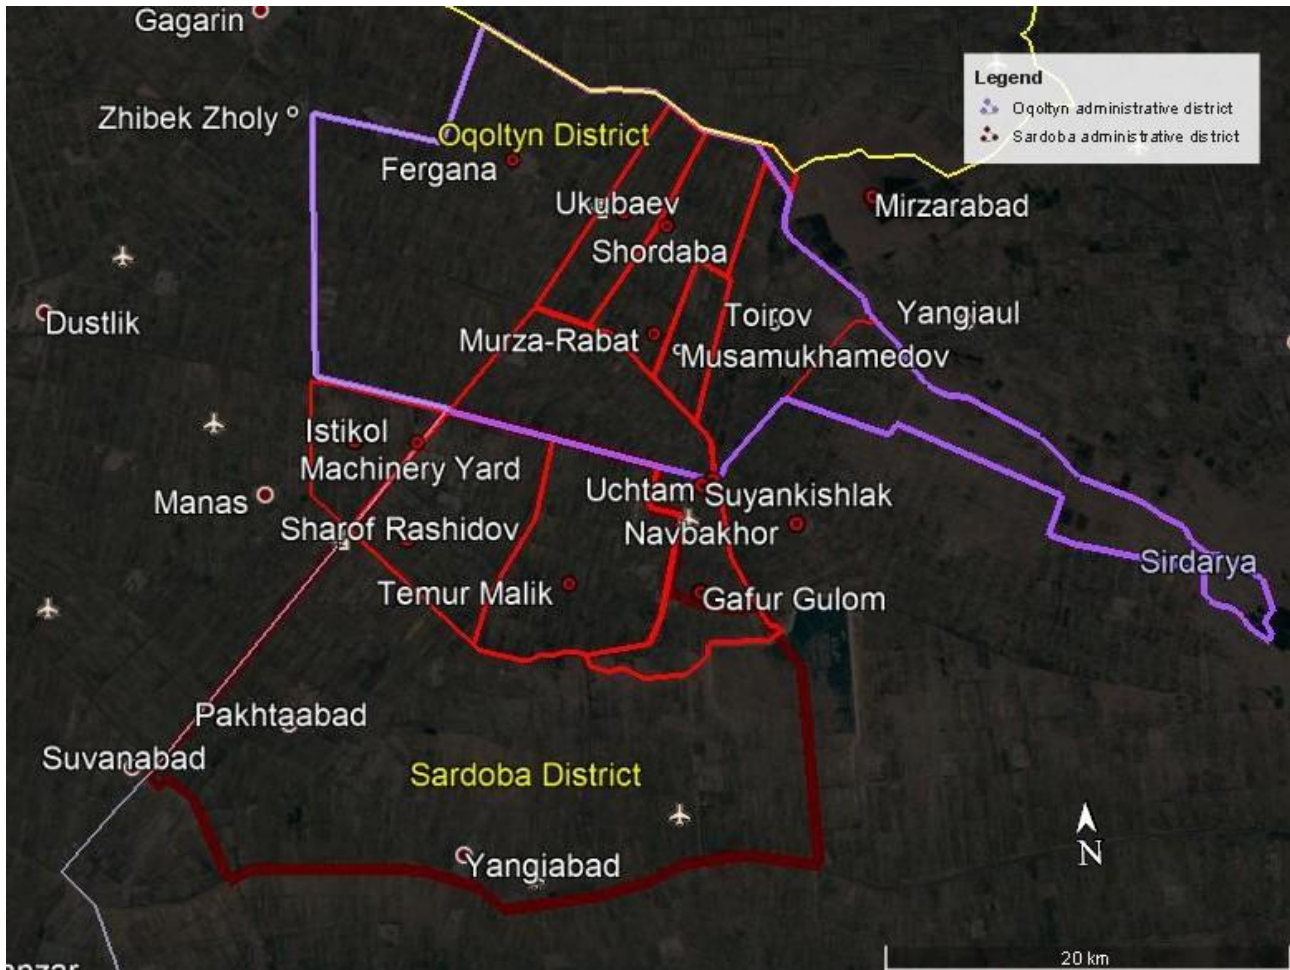 Gagarin
Legend
Oqoltyn administrative district
Sardoba administrative district
Zhibek Zholy
Oqoltyn District
Fergana
Ukubaev
Mirzarabad
Shordaba
Dustlik
Toirov
Yangiaul
Murza-Rabat
Musamukhamedov
Istikol
Machinery Yard
Uchtam
Suyankishlak
Manas
Sharof Rashidov
Navbakhor
Sirdarya
Temur Malik
Gafur Gulom
Pakhtaabad
Suvanabad
Sardoba District
Yangiabad
N
20 km